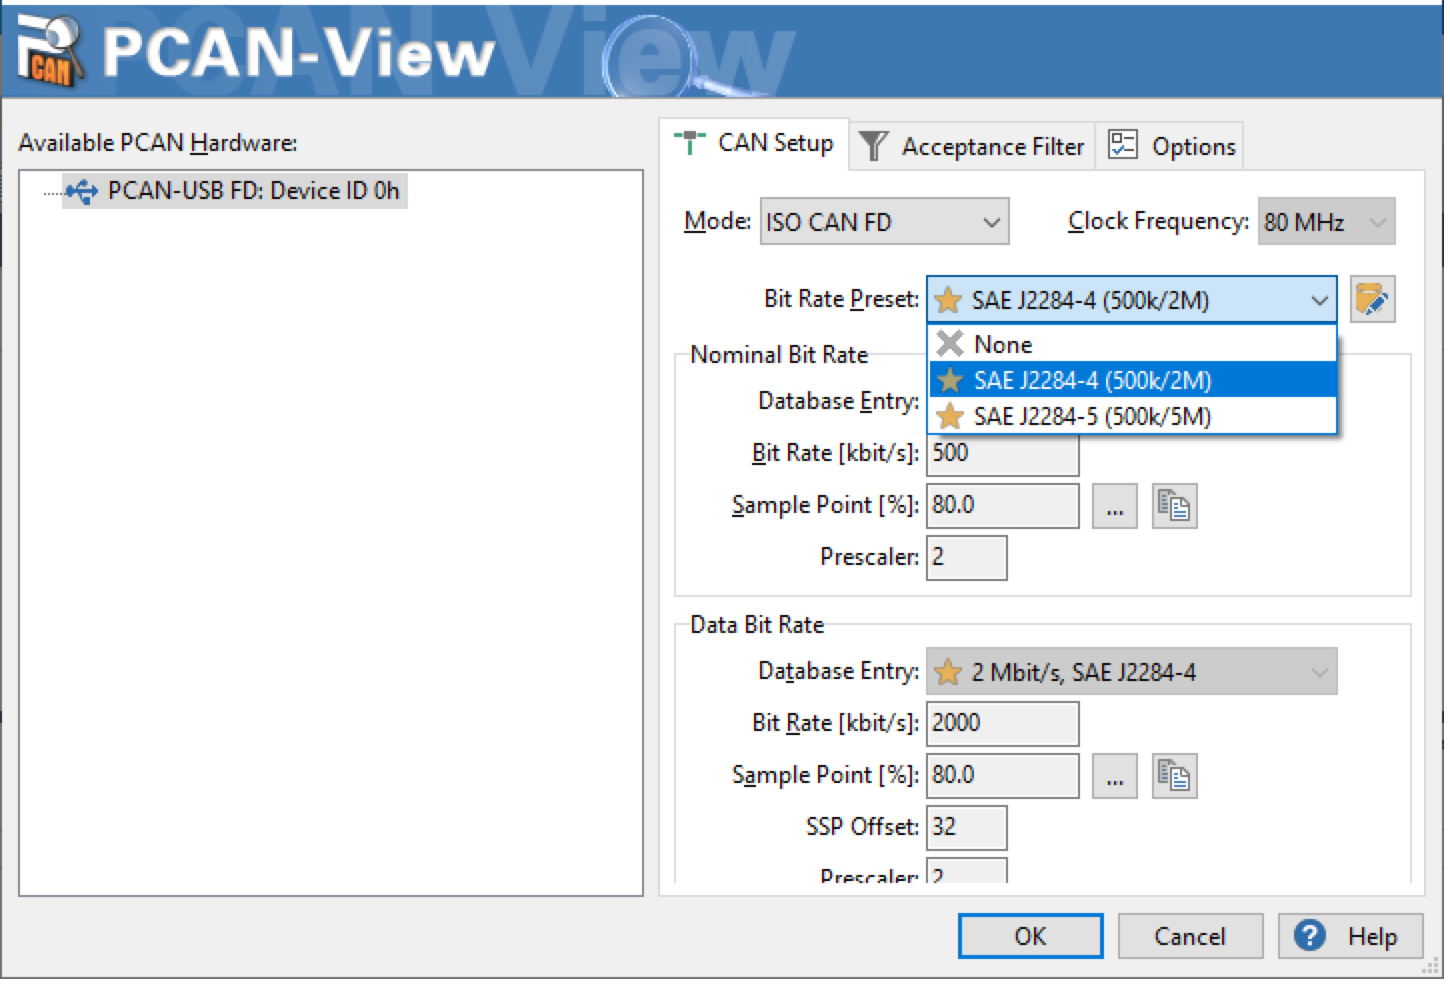 PCAN-View
CAN
Available PCAN Hardware:
PCAN-USB FD: Device ID 0h
CAN Setup
Acceptance Filter
Options
Mode: ISO CAN FD
Clock Frequency: 80 MHz
Bit Rate Preset: SAE J2284-4 (500k/2M)
None
SAE J2284-4 (500k/2M)
SAE J2284-5 (500k/5M)
Nominal Bit Rate
Database Entry:
Bit Rate [kbit/s]: 500
Sample Point [%]: 80.0 ...
Prescaler: 2
Data Bit Rate
Database Entry: 2 Mbit/s, SAE J2284-4
Bit Rate [kbit/s]: 2000
Sample Point [%]: 80.0 ...
SSP Offset: 32
Prescaler: 2
OK
Cancel
? Help